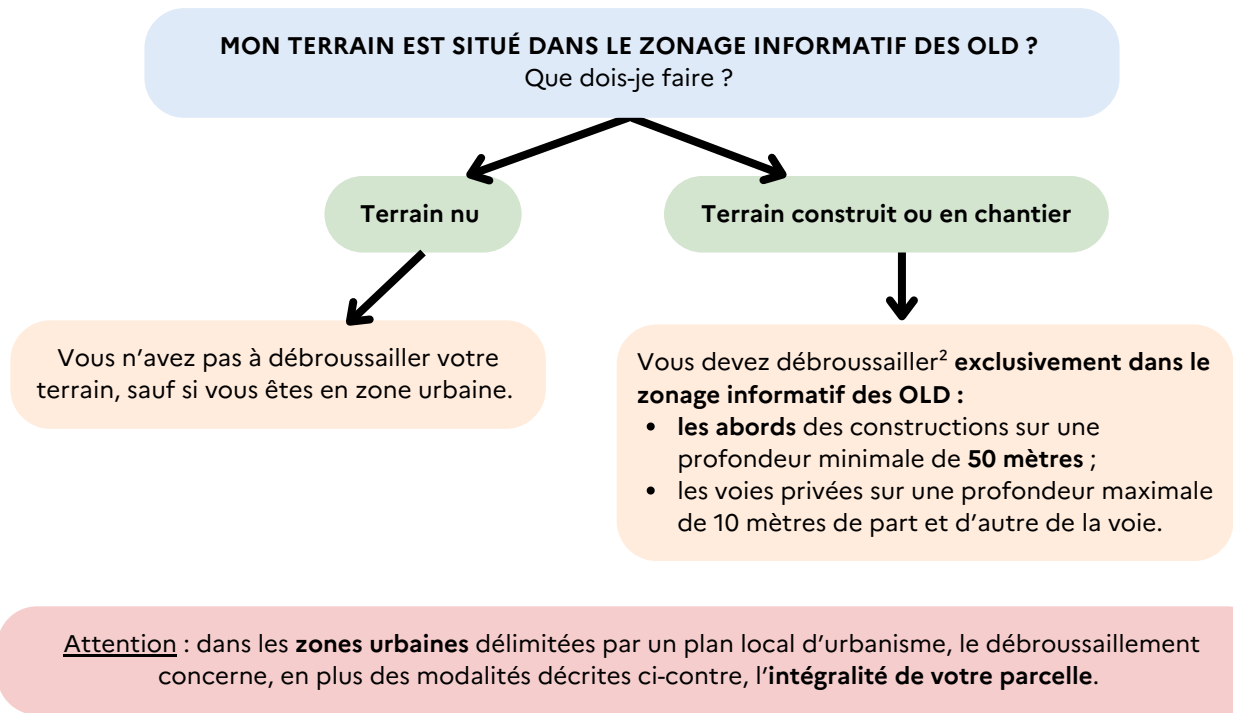 MON TERRAIN EST SITUÉ DANS LE ZONAGE INFORMATIF DES OLD ?
Que dois-je faire ?
Terrain nu
Terrain construit ou en chantier
Vous n’avez pas à débroussailler votre
terrain, sauf si vous êtes en zone urbaine.
Vous devez débroussailler² exclusivement dans le
zonage informatif des OLD :
• les abords des constructions sur une
profondeur minimale de 50 mètres ;
• les voies privées sur une profondeur maximale
de 10 mètres de part et d’autre de la voie.
Attention : dans les zones urbaines délimitées par un plan local d’urbanisme, le débroussaillement
concerne, en plus des modalités décrites ci-contre, l’intégralité de votre parcelle.